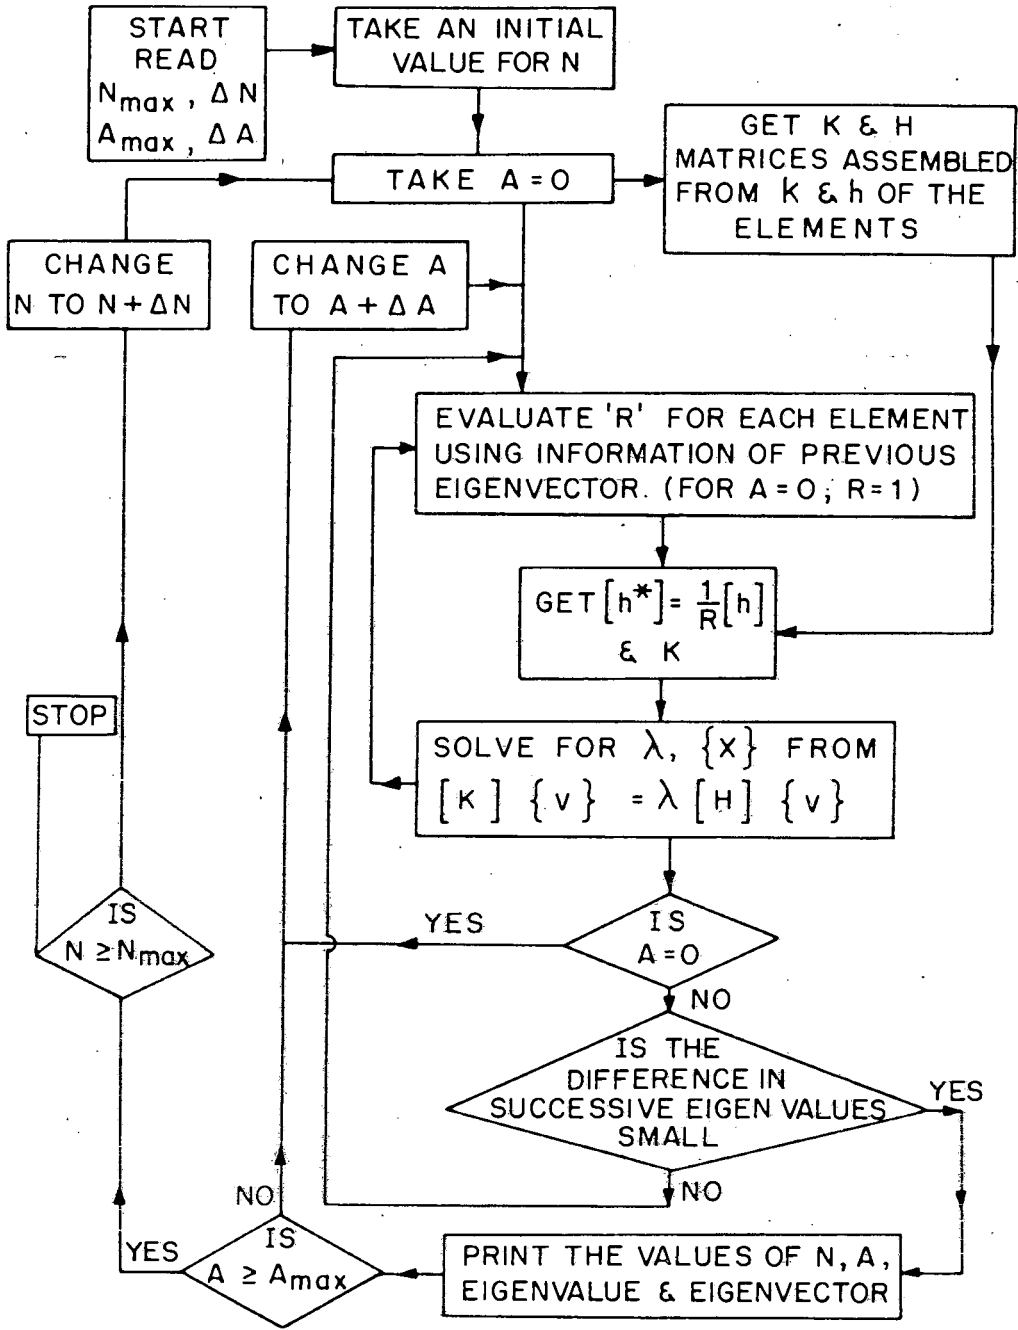 START
READ
Nmax, Δ N
Amax, Δ A
TAKE AN INITIAL
VALUE FOR N
TAKE A=0
GET K & H
MATRICES ASSEMBLED
FROM k & h OF THE
ELEMENTS
CHANGE
N TO N+ΔN
CHANGE A
TO A+ΔA
EVALUATE 'R' FOR EACH ELEMENT
USING INFORMATION OF PREVIOUS
EIGENVECTOR. (FOR A=0; R=1)
GET [h*]= 1/R [h]
& K
SOLVE FOR λ, {X} FROM
[K] {v} = λ [H] {v}
STOP
IS
N ≥ Nmax
YES
IS
A=0
NO
IS THE
DIFFERENCE IN
SUCCESSIVE EIGEN VALUES
SMALL
YES
NO
NO
YES
IS
A ≥ Amax
PRINT THE VALUES OF N, A,
EIGENVALUE & EIGENVECTOR